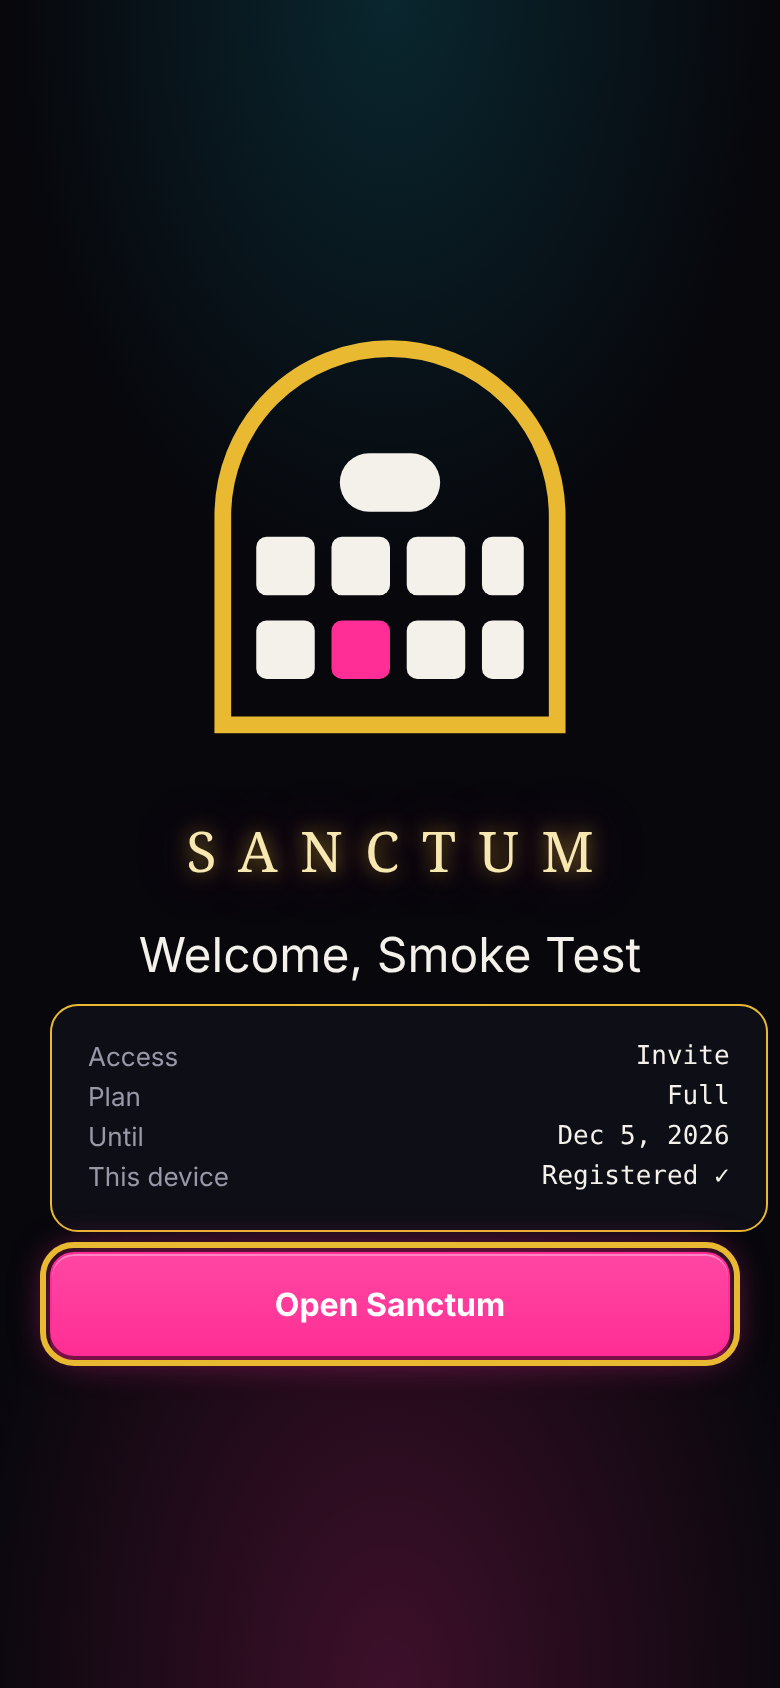 SANCTUM
Welcome, Smoke Test
Access Invite
Plan Full
Until Dec 5, 2026
This device Registered ✓
Open Sanctum